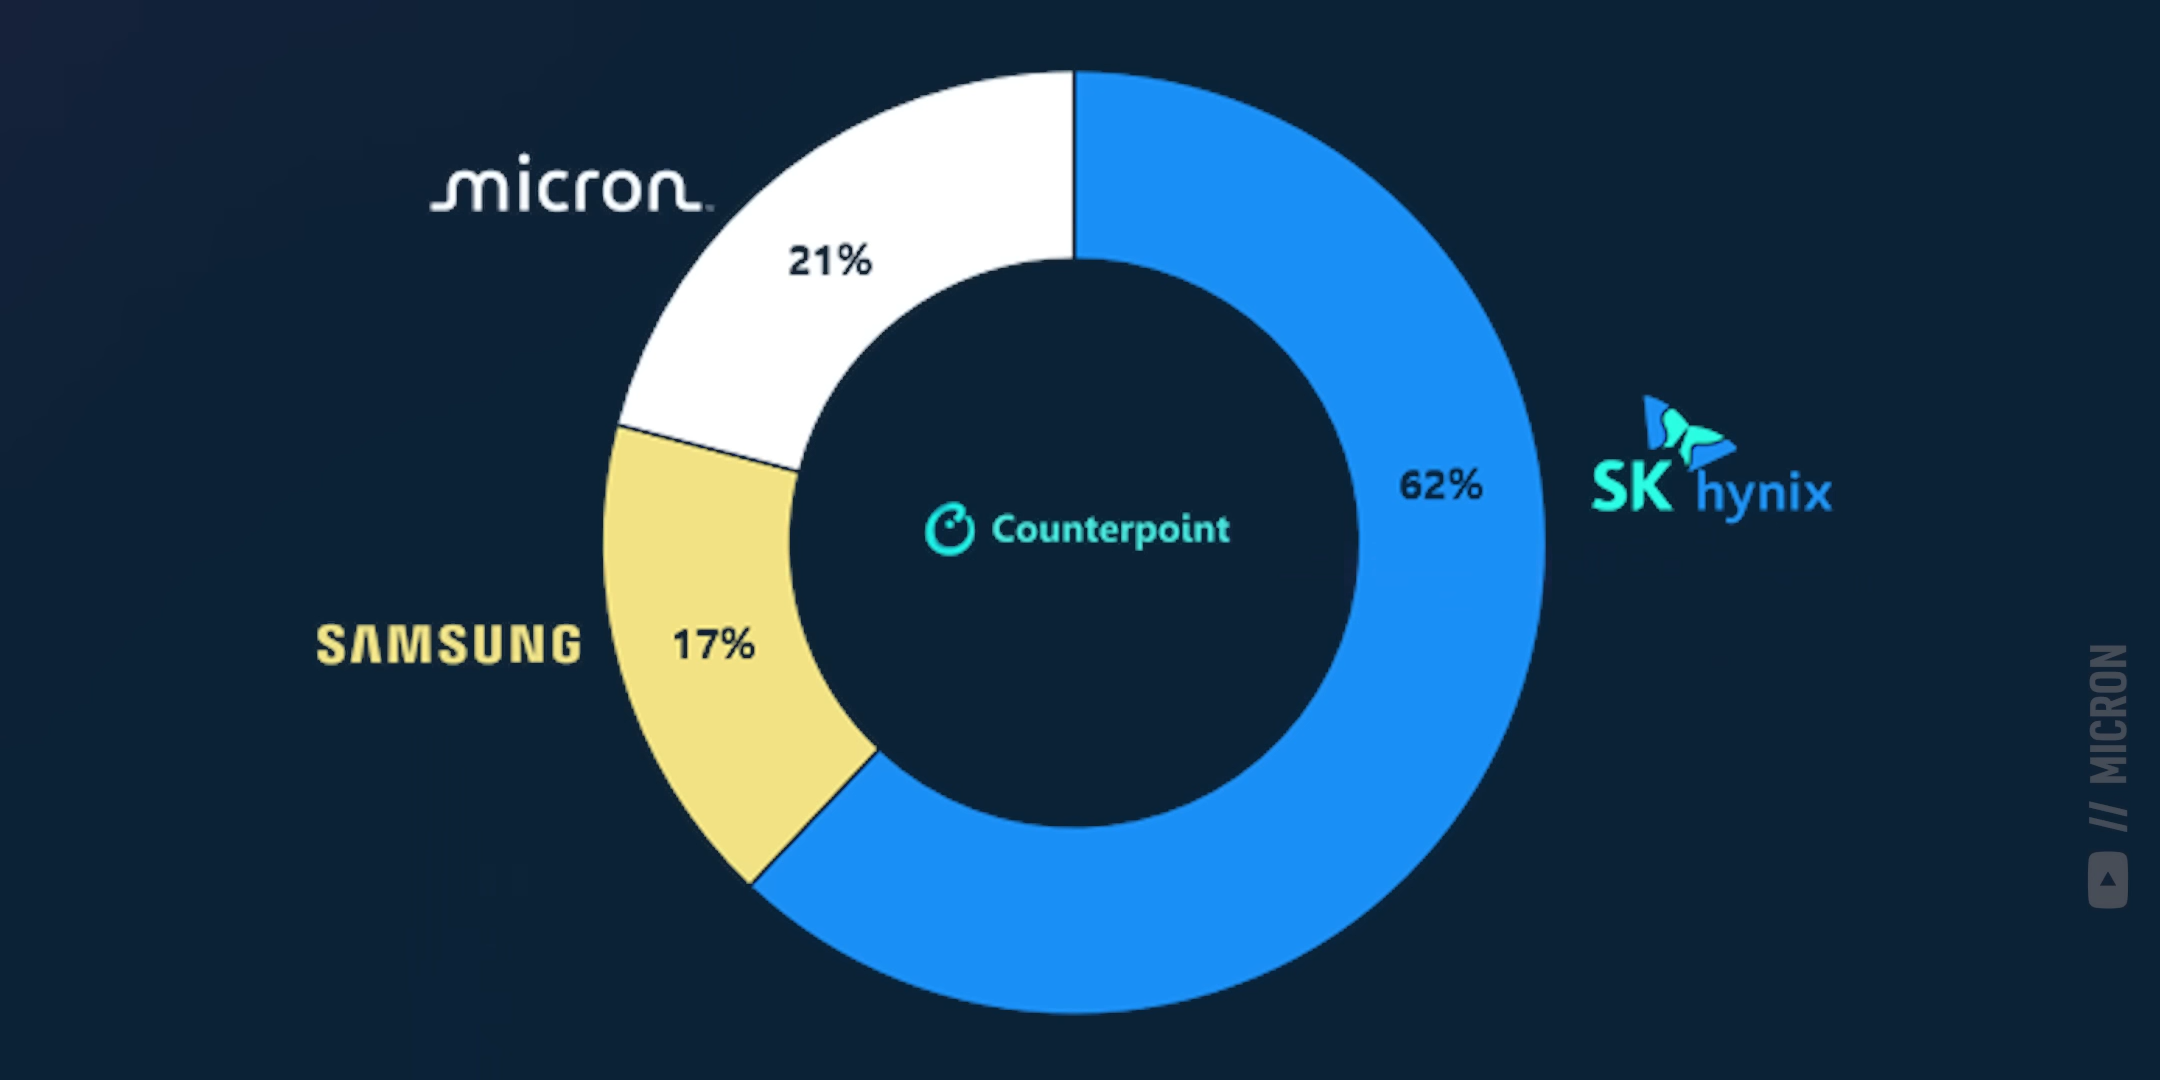 micron
21%
62%
SK hynix
Counterpoint
SAMSUNG
17%
// MICRON